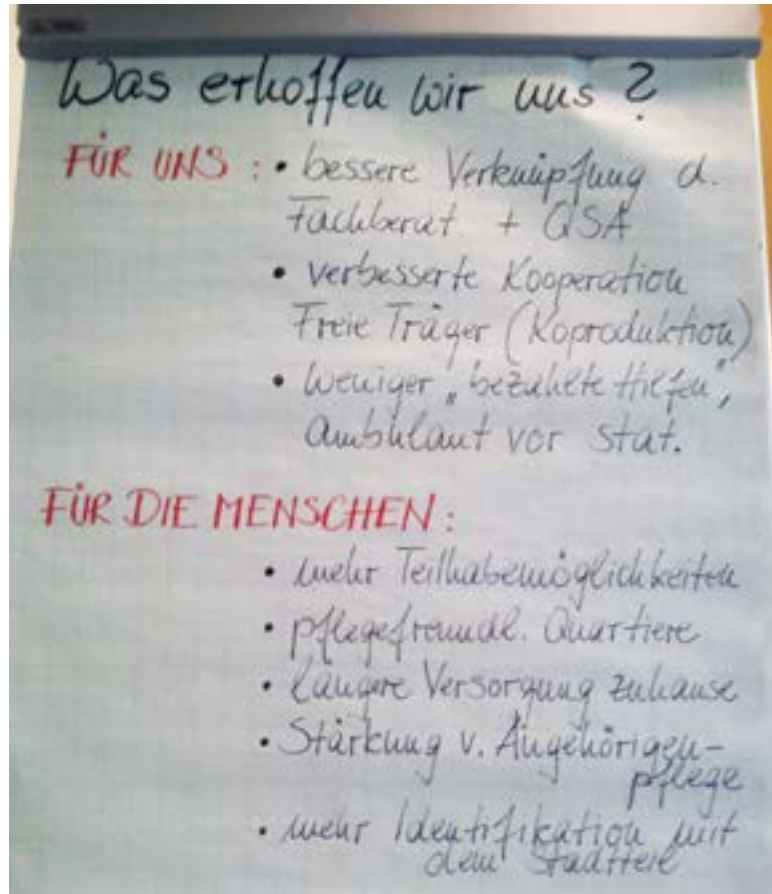 Was erhoffen wir uns?
FÜR UNS : • bessere Verknüpfung d.
Fachberat. + QSA
• verbesserte Kooperation
Freie Träger (Koproduktion)
• weniger „bezahlte Hilfen",
ambulant vor stat.
FÜR DIE MENSCHEN :
• mehr Teilhabemöglichkeiten
• pflegefreundl. Quartiere
• längere Versorgung zuhause
• Stärkung v. Angehörigen-
pflege
• mehr Identifikation mit
dem Stadtteil